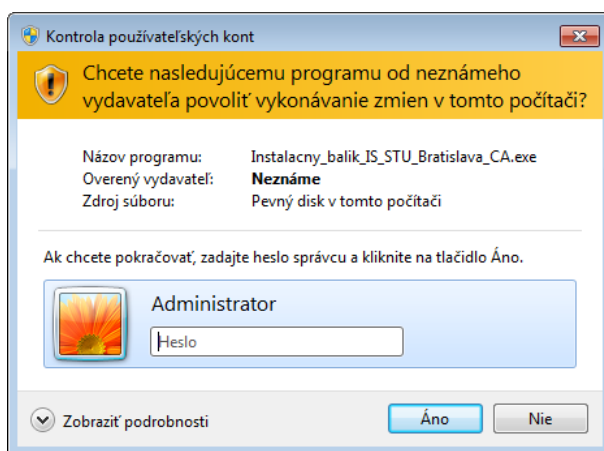 Kontrola používateľských kont
Chcete nasledujúcemu programu od neznámeho
vydavateľa povoliť vykonávanie zmien v tomto počítači?
Názov programu: Instalacny_balik_IS_STU_Bratislava_CA.exe
Overený vydavateľ: Neznáme
Zdroj súboru: Pevný disk v tomto počítači
Ak chcete pokračovať, zadajte heslo správcu a kliknite na tlačidlo Áno.
Administrator
Heslo
Zobraziť podrobnosti Áno Nie